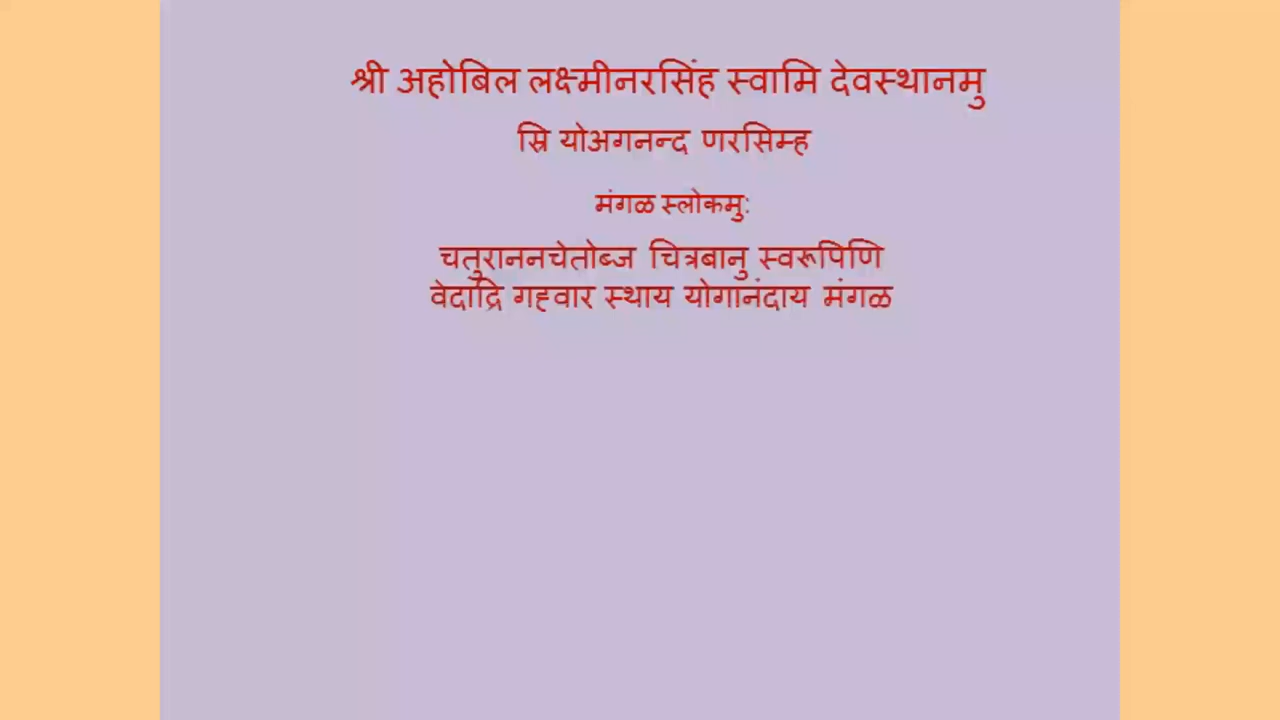 श्री अहोबिल लक्ष्मीनरसिंह स्वामि देवस्थानमु
स्रि योअगनन्द णरसिम्ह
मंगळ स्लोकमु:
चतुराननचेतोब्ज चित्रबानु स्वरूपिणि
वेदाद्रि गह्वार स्थाय योगानंदाय मंगळ